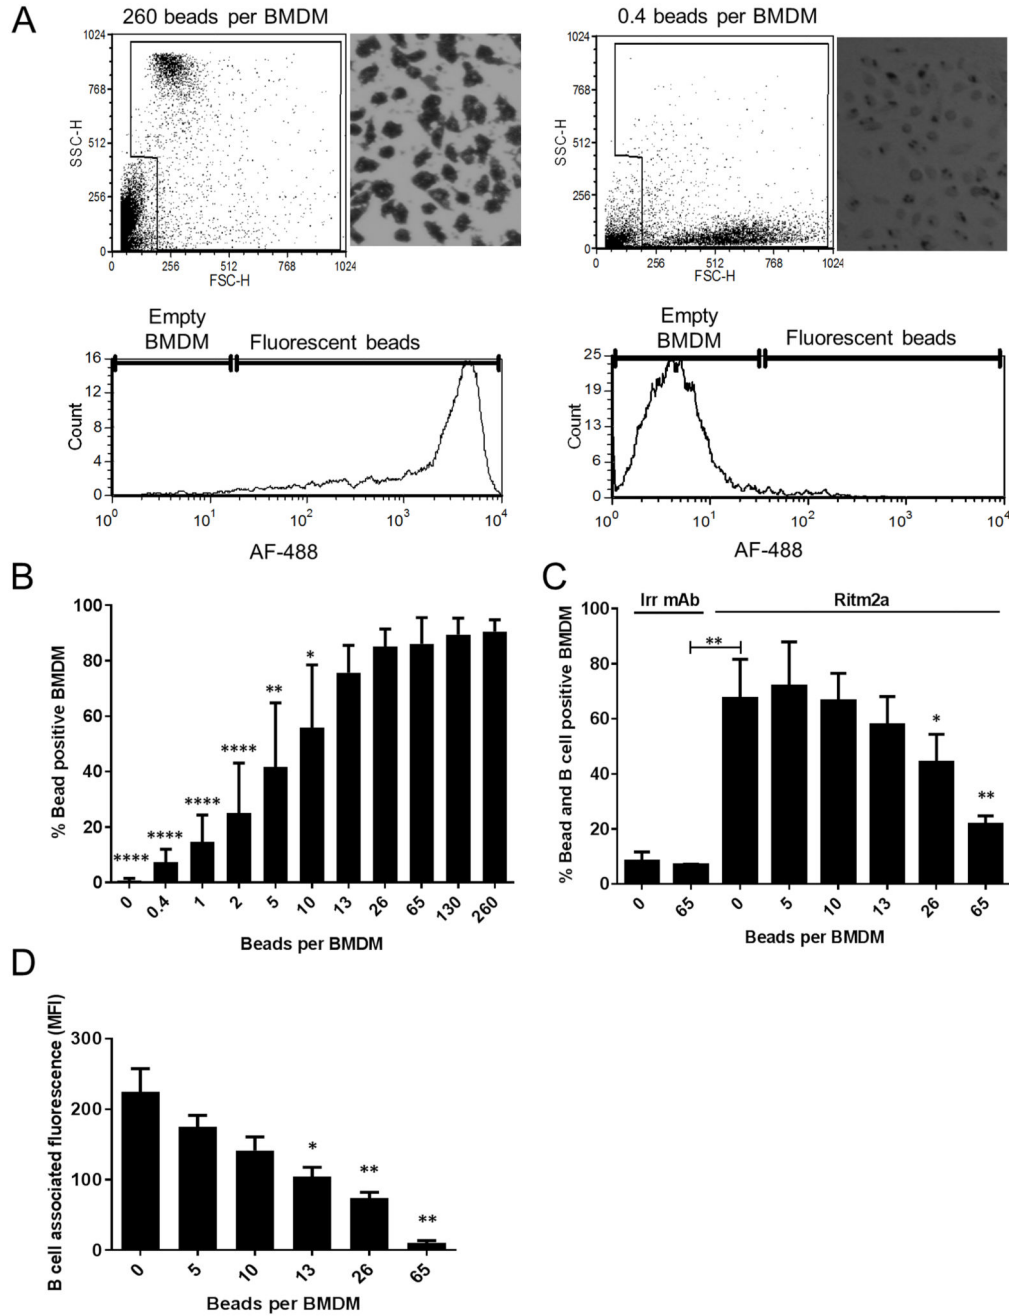 A
260 beads per BMDM
0.4 beads per BMDM
1024
768
512
256
0
SSC-H
0 256 512 768 1024
FSC-H
1024
768
512
256
0
SSC-H
0 256 512 768 1024
FSC-H
Empty
BMDM
Fluorescent beads
16
12
8
4
0
Count
10^0 10^1 10^2 10^3 10^4
AF-488
Empty
BMDM
Fluorescent beads
25
19
13
6
0
Count
10^0 10^1 10^2 10^3 10^4
AF-488
B
% Bead positive BMDM
100
80
60
40
20
0
**** **** **** **** ** *
0 0.4 1 2 5 10 13 26 65 130 260
Beads per BMDM
C
Irr mAb Ritm2a
% Bead and B cell positive BMDM
100
80
60
40
20
0
** * **
0 65 0 5 10 13 26 65
Beads per BMDM
D
B cell associated fluorescence (MFI)
300
200
100
0
* ** **
0 5 10 13 26 65
Beads per BMDM